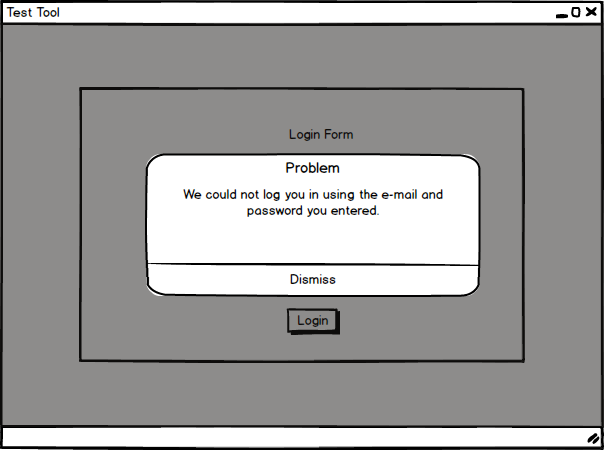 Test Tool
Login Form
Problem
We could not log you in using the e-mail and
password you entered.
Dismiss
Login